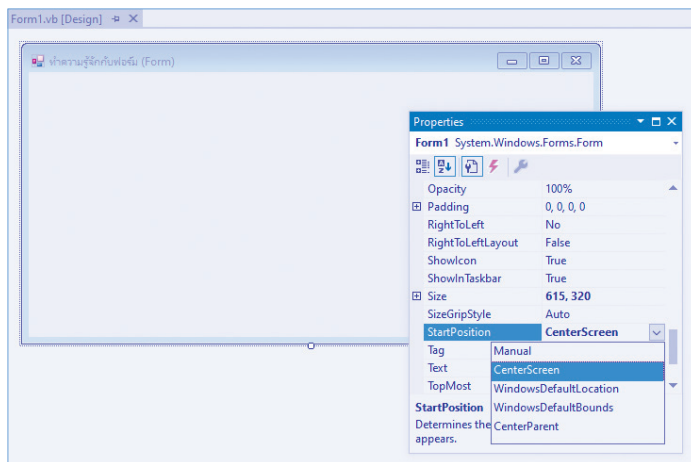 Form1.vb [Design]
ทำความรู้จักกับฟอร์ม (Form)
Properties
Form1 System.Windows.Forms.Form
Opacity 100%
Padding 0, 0, 0, 0
RightToLeft No
RightToLeftLayout False
ShowIcon True
ShowInTaskbar True
Size 615, 320
SizeGripStyle Auto
StartPosition CenterScreen
Tag
Text
TopMost
Manual
CenterScreen
WindowsDefaultLocation
WindowsDefaultBounds
CenterParent
StartPosition
Determines the
appears.